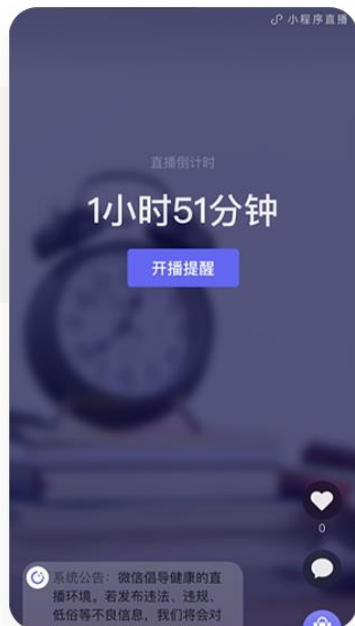 小程序直播
直播倒计时
1小时51分钟
开播提醒
0
系统公告：微信倡导健康的直
播环境。若发布违法、违规、
低俗等不良信息，我们将会对